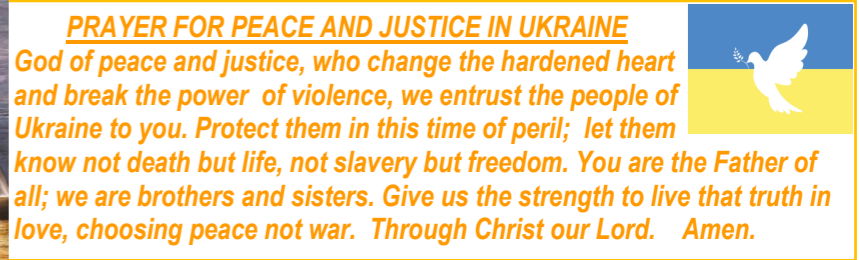 PRAYER FOR PEACE AND JUSTICE IN UKRAINE
God of peace and justice, who change the hardened heart
and break the power  of violence, we entrust the people of
Ukraine to you. Protect them in this time of peril;  let them
know not death but life, not slavery but freedom. You are the Father of
all; we are brothers and sisters. Give us the strength to live that truth in
love, choosing peace not war.  Through Christ our Lord.    Amen.